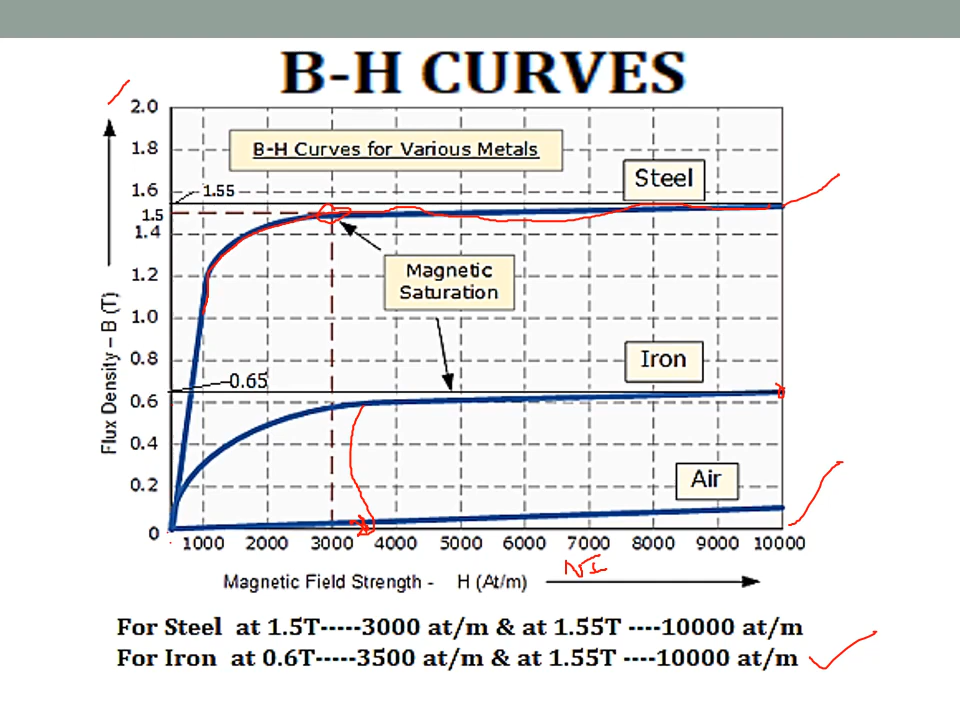 B-H CURVES
2.0
1.8
1.6
1.55
1.5
1.4
1.2
1.0
0.8
0.65
0.6
0.4
0.2
0
B-H Curves for Various Metals
Steel
Magnetic
Saturation
Iron
Air
Flux Density – B (T)
1000 2000 3000 4000 5000 6000 7000 8000 9000 10000
NI
Magnetic Field Strength - H (At/m)
For Steel at 1.5T-----3000 at/m & at 1.55T ----10000 at/m
For Iron at 0.6T-----3500 at/m & at 1.55T ----10000 at/m